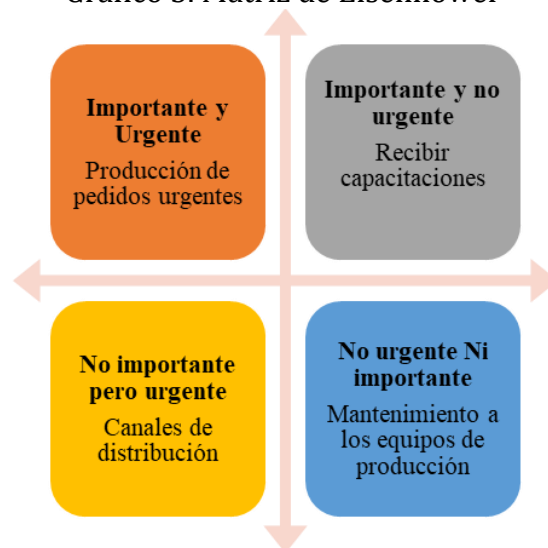 Importante y
Urgente
Producción de
pedidos urgentes
Importante y no
urgente
Recibir
capacitaciones
No importante
pero urgente
Canales de
distribución
No urgente Ni
importante
Mantenimiento a
los equipos de
producción